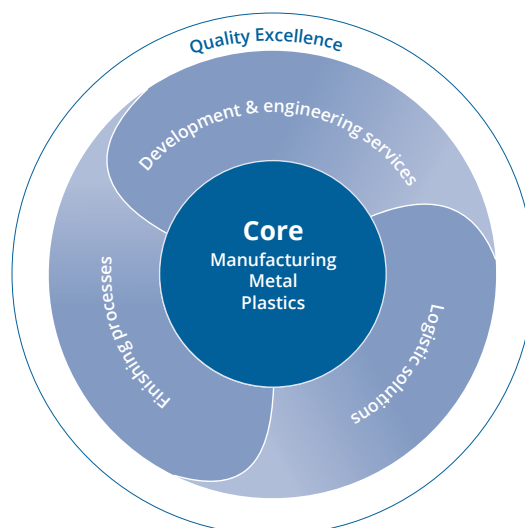 Quality Excellence
Development & engineering services
Core
Manufacturing
Metal
Plastics
Finishing processes
Logistic solutions